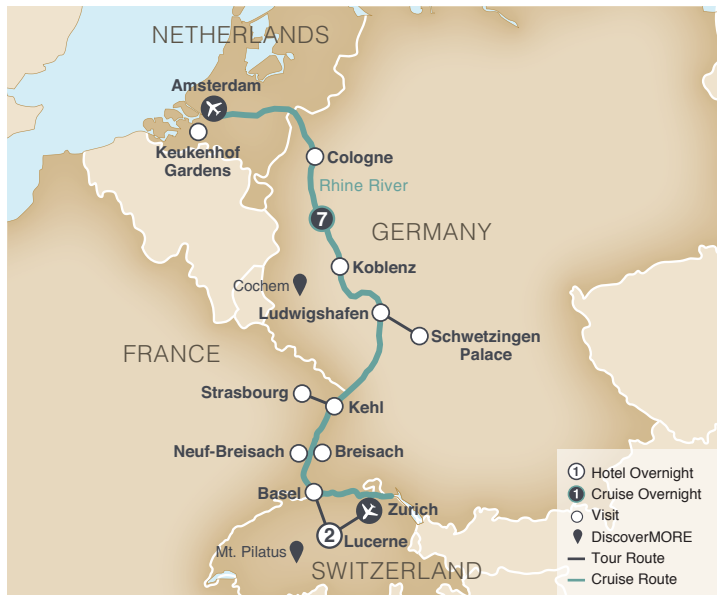 NETHERLANDS
Amsterdam
Keukenhof
Gardens
Cologne
Rhine River
7
GERMANY
Koblenz
Cochem
Ludwigshafen
Schwetzingen
Palace
FRANCE
Strasbourg
Kehl
Neuf-Breisach
Breisach
Basel
Zurich
2
Lucerne
Mt. Pilatus
SWITZERLAND
1 Hotel Overnight
1 Cruise Overnight
Visit
DiscoverMORE
Tour Route
Cruise Route